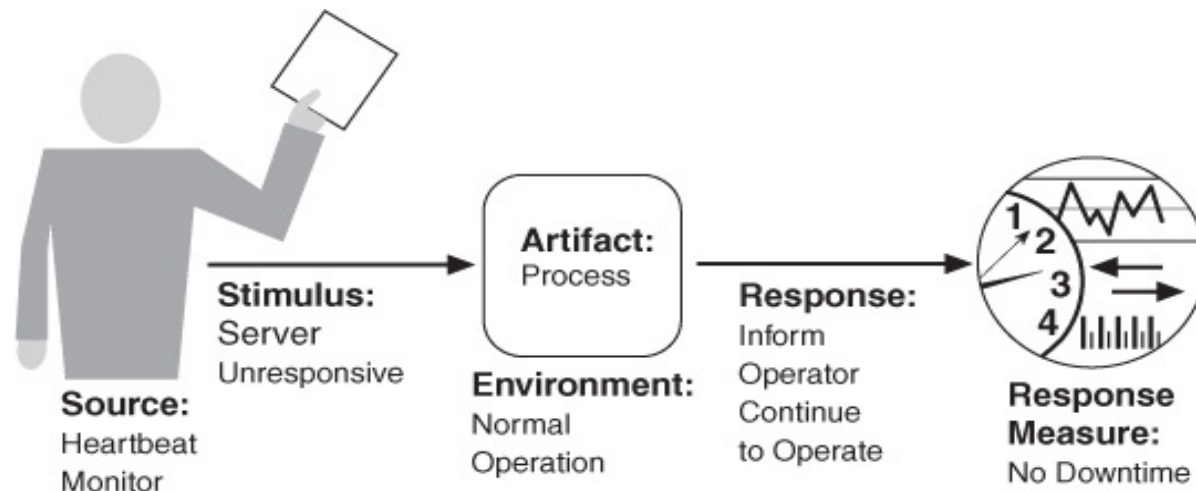 Source:
Heartbeat
Monitor
Stimulus:
Server
Unresponsive
Artifact:
Process
Environment:
Normal
Operation
Response:
Inform
Operator
Continue
to Operate
1
2
3
4
Response
Measure:
No Downtime